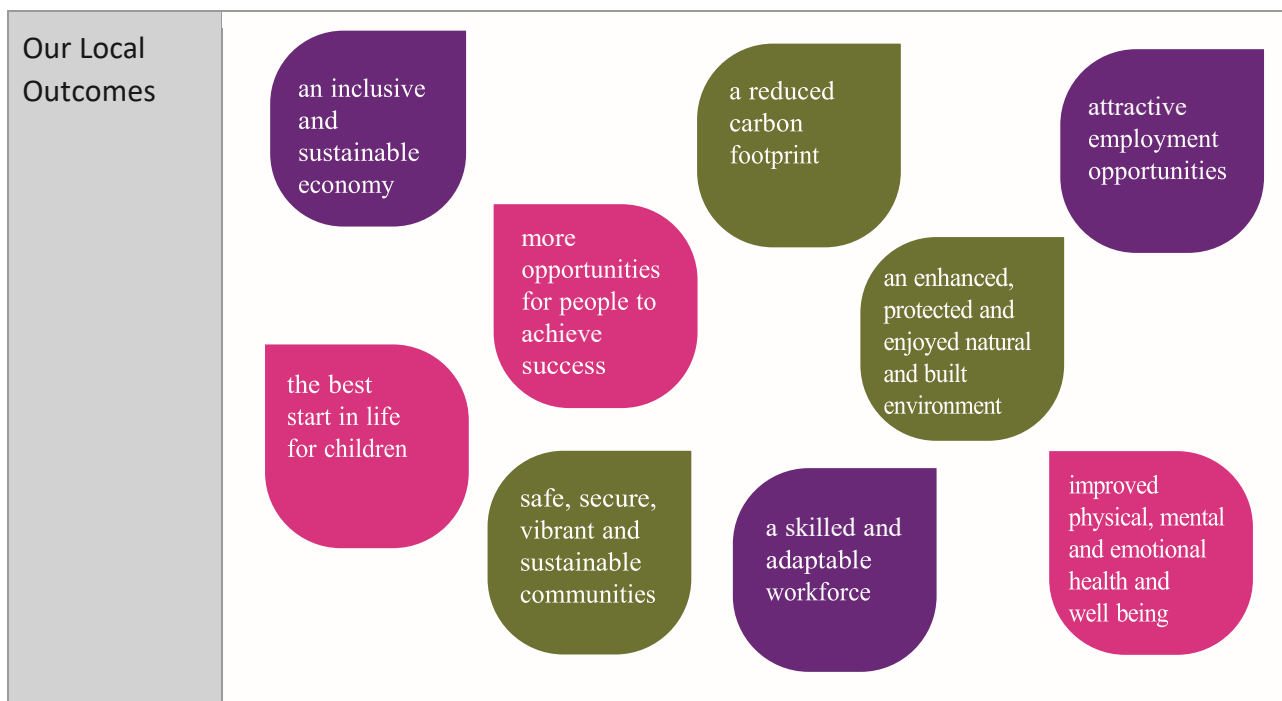 Our Local
Outcomes
an inclusive
and
sustainable
economy
a reduced
carbon
footprint
attractive
employment
opportunities
more
opportunities
for people to
achieve
success
an enhanced,
protected and
enjoyed natural
and built
environment
the best
start in life
for children
safe, secure,
vibrant and
sustainable
communities
a skilled and
adaptable
workforce
improved
physical, mental
and emotional
health and
well being